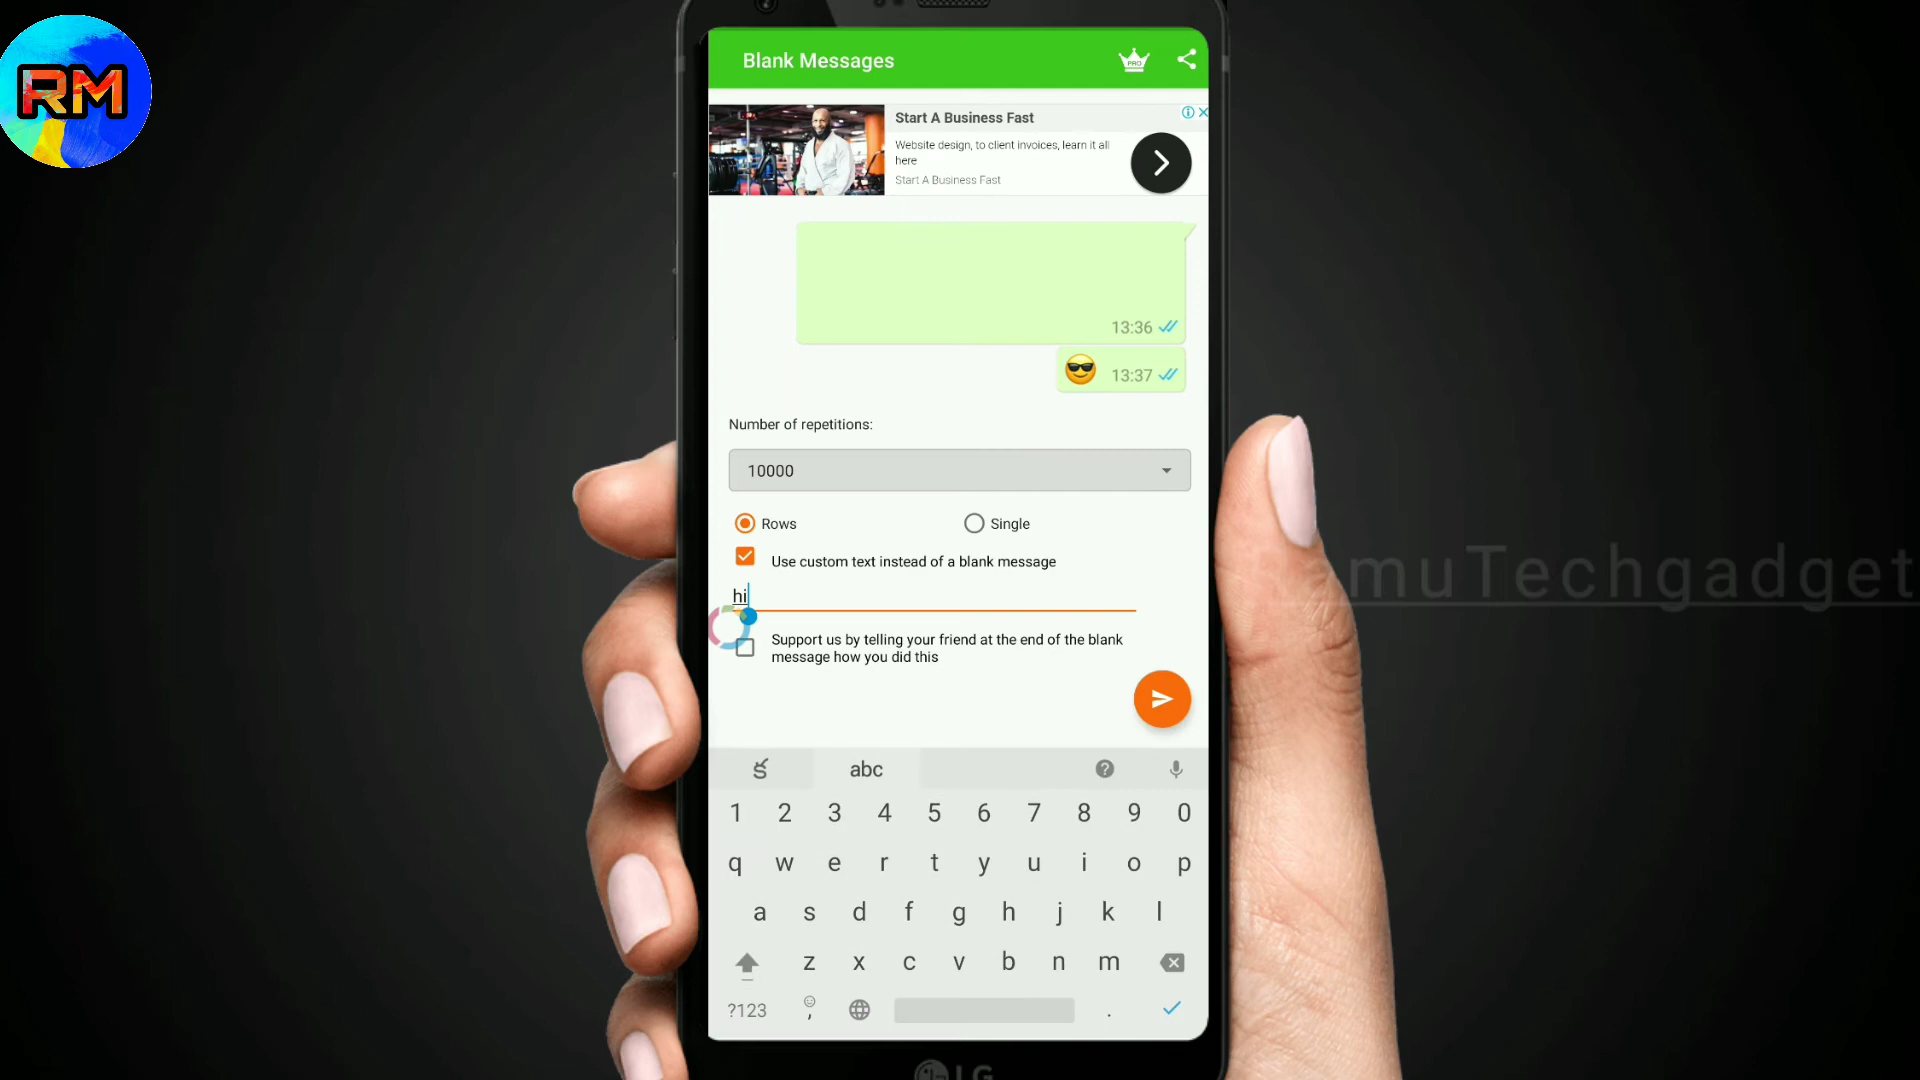 RM
Blank Messages
PRO
Start A Business Fast
Website design, to client invoices, learn it all
here
Start A Business Fast
13:36
😎 13:37
Number of repetitions:
10000
Rows Single
Use custom text instead of a blank message
hi
muTechgadget
Support us by telling your friend at the end of the blank
message how you did this
abc
1 2 3 4 5 6 7 8 9 0
q w e r t y u i o p
a s d f g h j k l
z x c v b n m
?123 , .
LG